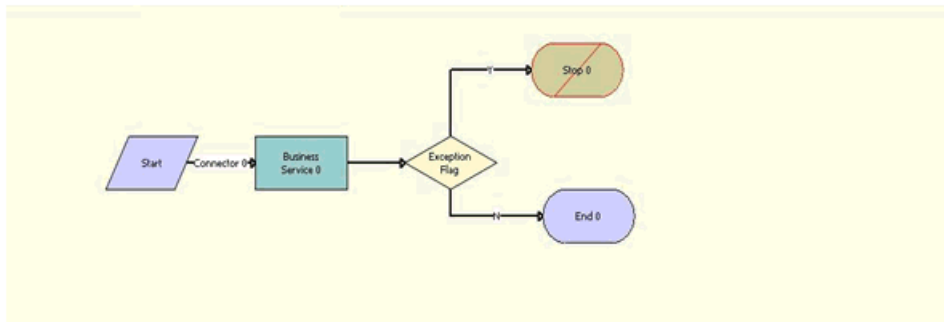 Y
Stop 0
Start
Connector 0
Business
Service 0
Exception
Flag
N
End 0